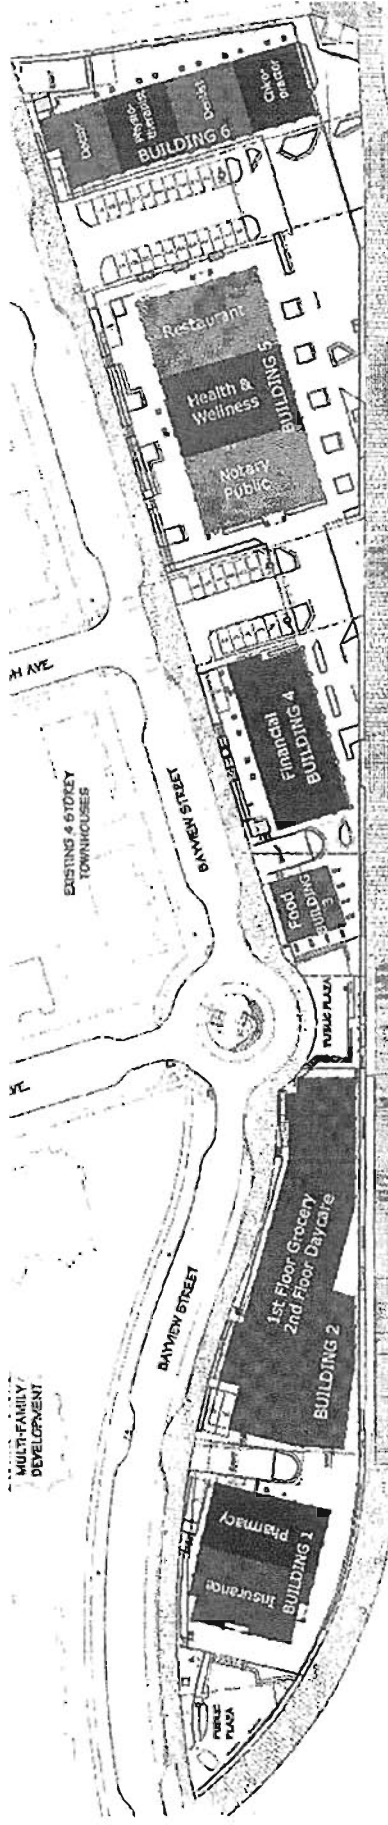 Decor
Physio-
therapist
Dentist
Chiro-
practor
BUILDING 6
Restaurant
Health &
Wellness
Notary
Public
BUILDING 5
Financial
BUILDING 4
Food
BUILDING
3
PUBLIC PLAZA
1st Floor Grocery
2nd Floor Daycare
BUILDING 2
Pharmacy
Insurance
BUILDING 1
PUBLIC
PLAZA
BAYVIEW STREET
BAYVIEW STREET
EXISTING 4 STOREY
TOWNHOUSES
MULTI-FAMILY
DEVELOPMENT
AVE